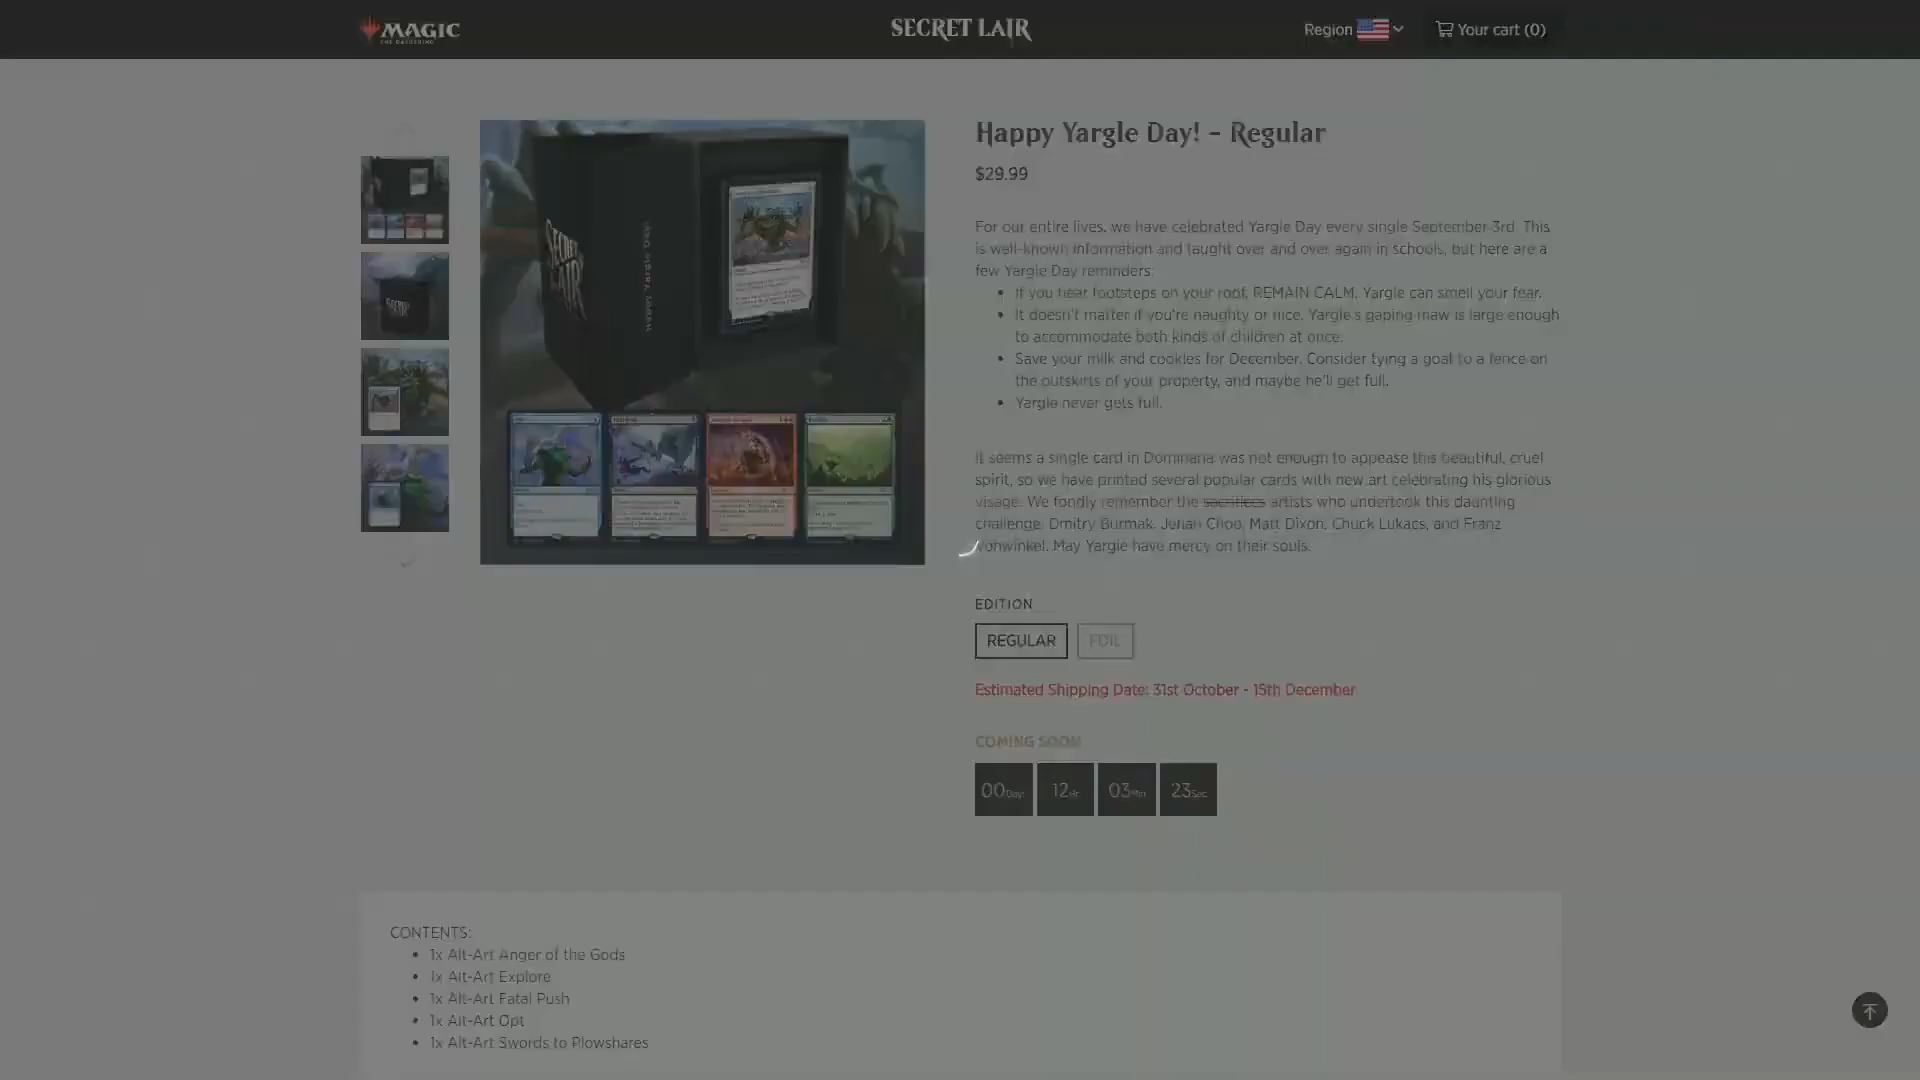 MAGIC
THE GATHERING
SECRET LAIR
Region
Your cart (0)
Happy Yargle Day! - Regular
$29.99
For our entire lives, we have celebrated Yargle Day every single September 3rd. This
is well-known information and taught over and over again in schools, but here are a
few Yargle Day reminders:
• If you hear footsteps on your roof, REMAIN CALM. Yargle can smell your fear.
• It doesn't matter if you're naughty or nice. Yargle's gaping maw is large enough
to accommodate both kinds of children at once.
• Save your milk and cookies for December. Consider tying a goat to a fence on
the outskirts of your property, and maybe he'll get full.
• Yargle never gets full.
It seems a single card in Dominaria was not enough to appease this beautiful, cruel
spirit, so we have printed several popular cards with new art celebrating his glorious
visage. We fondly remember the sacrifices artists who undertook this daunting
challenge: Dmitry Burmak, Julian Choo, Matt Dixon, Chuck Lukacs, and Franz
Vohwinkel. May Yargle have mercy on their souls.
SECRET LAIR
EDITION
REGULAR
FOIL
Estimated Shipping Date: 31st October - 15th December
COMING SOON
00 Day: 12 Hr. 03 Min. 23 Sec.
CONTENTS:
• 1x Alt-Art Anger of the Gods
• 1x Alt-Art Explore
• 1x Alt-Art Fatal Push
• 1x Alt-Art Opt
• 1x Alt-Art Swords to Plowshares